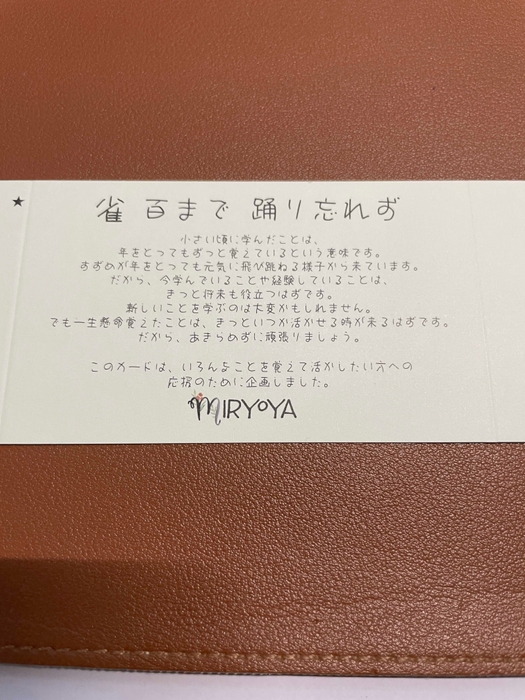 ★
雀 百まで 踊り忘れず
小さい頃に学んだことは、
年をとってもずっと覚えているという意味です。
すずめが年をとっても元気に飛び跳ねる様子から来ています。
だから、今学んでいることや経験していることは、
きっと将来も役立つはずです。
新しいことを学ぶのは大変かもしれません。
でも一生懸命覚えたことは、きっといつか活かせる時が来るはずです。
だから、あきらめずに頑張りましょう。
このカードは、いろんなことを覚えて活かしたい方への
応援のために企画しました。
MIRYOYA